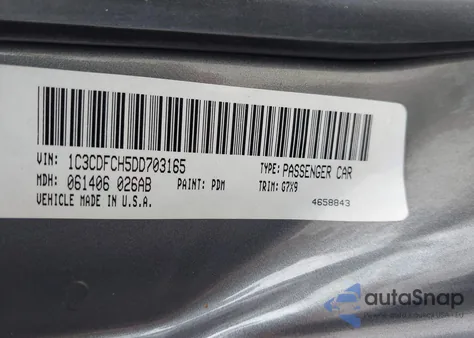 VIN: 1C3CDFCH5DD703165
TYPE: PASSENGER CAR
MDH: 061406 026AB
PAINT: PDM
TRIM: G7X9
VEHICLE MADE IN U.S.A.
4658843
autoSnap